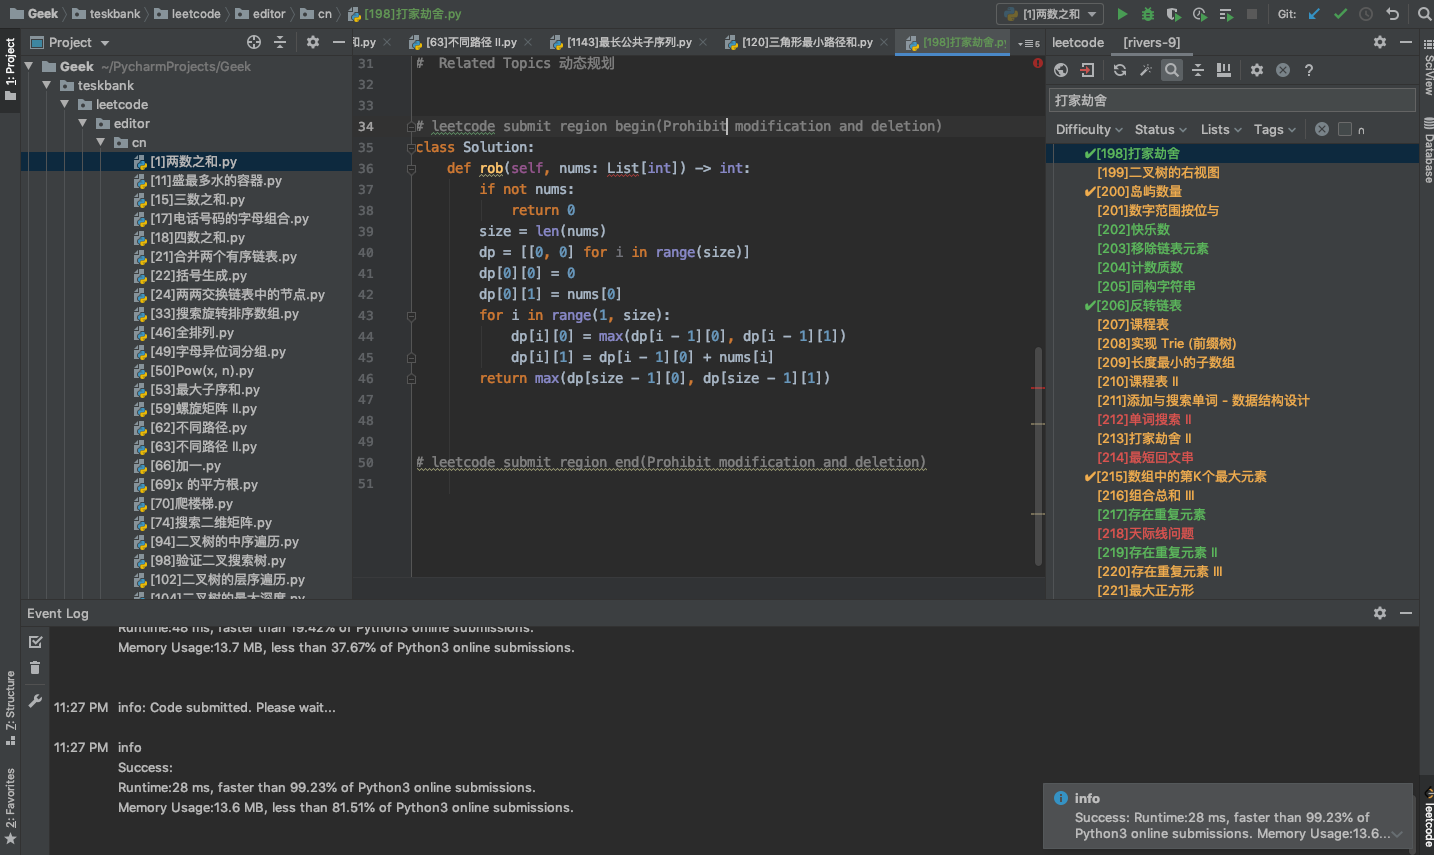 Geek
teskbank
leetcode
editor
cn
[198]打家劫舍.py
[1]两数之和
Git:
Project
和.py
[63]不同路径 II.py
[1143]最长公共子序列.py
[120]三角形最小路径和.py
[198]打家劫舍.py
5
leetcode
[rivers-9]
1: Project
Z: Structure
2: Favorites
SciView
Database
leetcode
Geek ~/PycharmProjects/Geek
teskbank
leetcode
editor
cn
[1]两数之和.py
[11]盛最多水的容器.py
[15]三数之和.py
[17]电话号码的字母组合.py
[18]四数之和.py
[21]合并两个有序链表.py
[22]括号生成.py
[24]两两交换链表中的节点.py
[33]搜索旋转排序数组.py
[46]全排列.py
[49]字母异位词分组.py
[50]Pow(x, n).py
[53]最大子序和.py
[59]螺旋矩阵 II.py
[62]不同路径.py
[63]不同路径 II.py
[66]加一.py
[69]x 的平方根.py
[70]爬楼梯.py
[74]搜索二维矩阵.py
[94]二叉树的中序遍历.py
[98]验证二叉搜索树.py
[102]二叉树的层序遍历.py
[104]二叉树的最大深度.py
31 # Related Topics 动态规划
32
33
34 # leetcode submit region begin(Prohibit modification and deletion)
35 class Solution:
36 def rob(self, nums: List[int]) -> int:
37 if not nums:
38 return 0
39 size = len(nums)
40 dp = [[0, 0] for i in range(size)]
41 dp[0][0] = 0
42 dp[0][1] = nums[0]
43 for i in range(1, size):
44 dp[i][0] = max(dp[i - 1][0], dp[i - 1][1])
45 dp[i][1] = dp[i - 1][0] + nums[i]
46 return max(dp[size - 1][0], dp[size - 1][1])
47
48
49
50 # leetcode submit region end(Prohibit modification and deletion)
51
打家劫舍
Difficulty
Status
Lists
Tags
[198]打家劫舍
[199]二叉树的右视图
[200]岛屿数量
[201]数字范围按位与
[202]快乐数
[203]移除链表元素
[204]计数质数
[205]同构字符串
[206]反转链表
[207]课程表
[208]实现 Trie (前缀树)
[209]长度最小的子数组
[210]课程表 II
[211]添加与搜索单词 - 数据结构设计
[212]单词搜索 II
[213]打家劫舍 II
[214]最短回文串
[215]数组中的第K个最大元素
[216]组合总和 III
[217]存在重复元素
[218]天际线问题
[219]存在重复元素 II
[220]存在重复元素 III
[221]最大正方形
Event Log
Runtime:48 ms, faster than 19.42% of Python3 online submissions.
Memory Usage:13.7 MB, less than 37.67% of Python3 online submissions.
11:27 PM info: Code submitted. Please wait...
11:27 PM info
Success:
Runtime:28 ms, faster than 99.23% of Python3 online submissions.
Memory Usage:13.6 MB, less than 81.51% of Python3 online submissions.
info
Success: Runtime:28 ms, faster than 99.23% of
Python3 online submissions. Memory Usage:13.6...